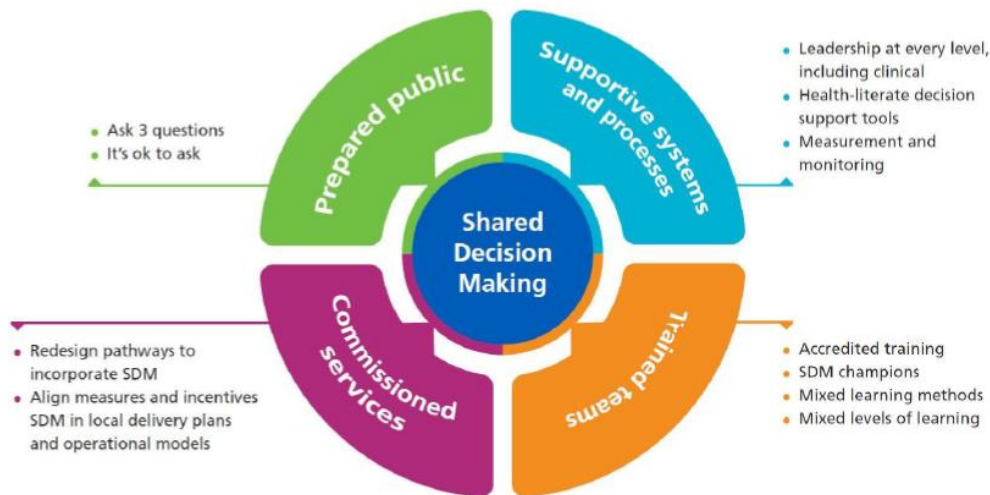 Prepared public
• Ask 3 questions
• It's ok to ask
Supportive systems
and processes
• Leadership at every level,
including clinical
• Health-literate decision
support tools
• Measurement and
monitoring
Shared
Decision
Making
Commissioned
services
• Redesign pathways to
incorporate SDM
• Align measures and incentives
SDM in local delivery plans
and operational models
Trained teams
• Accredited training
• SDM champions
• Mixed learning methods
• Mixed levels of learning